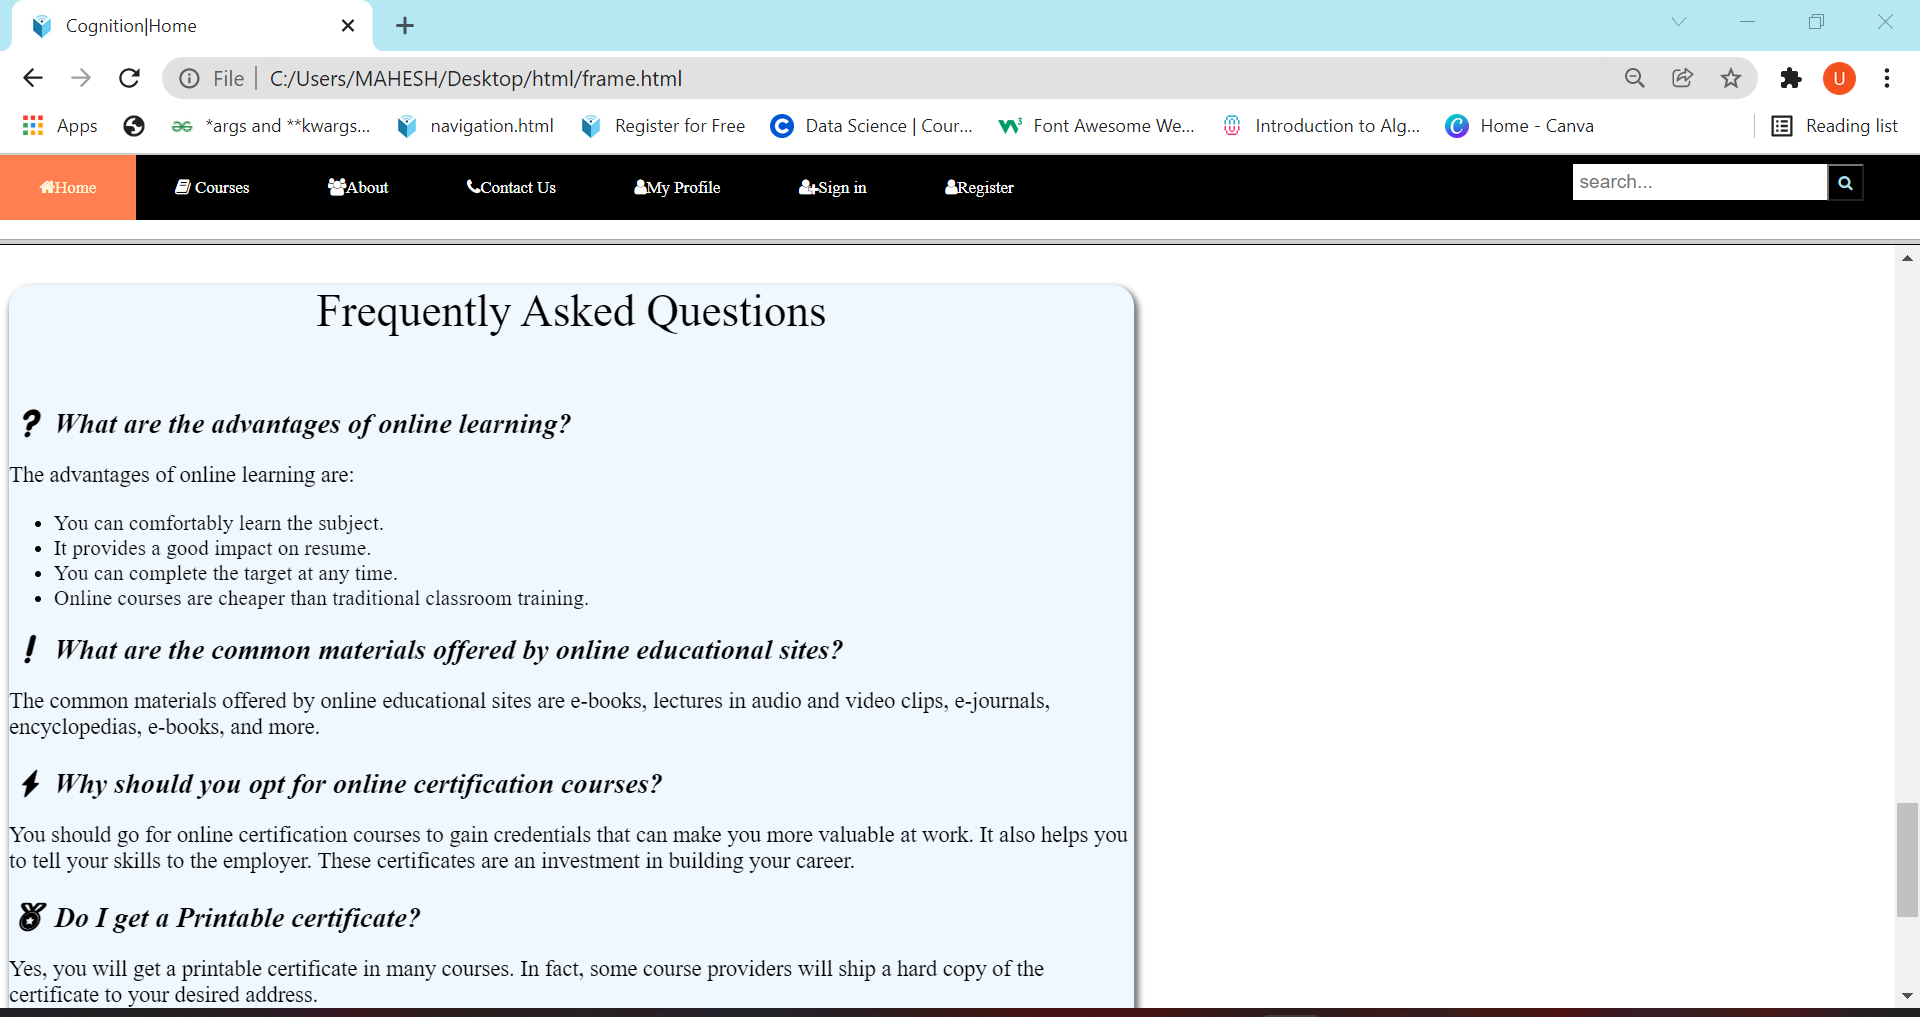 Cognition|Home
File | C:/Users/MAHESH/Desktop/html/frame.html
U
Apps *args and **kwargs... navigation.html Register for Free Data Science | Cour... Font Awesome We... Introduction to Alg... Home - Canva Reading list
Home Courses About Contact Us My Profile Sign in Register search...
Frequently Asked Questions
What are the advantages of online learning?
The advantages of online learning are:
• You can comfortably learn the subject.
• It provides a good impact on resume.
• You can complete the target at any time.
• Online courses are cheaper than traditional classroom training.
What are the common materials offered by online educational sites?
The common materials offered by online educational sites are e-books, lectures in audio and video clips, e-journals,
encyclopedias, e-books, and more.
Why should you opt for online certification courses?
You should go for online certification courses to gain credentials that can make you more valuable at work. It also helps you
to tell your skills to the employer. These certificates are an investment in building your career.
Do I get a Printable certificate?
Yes, you will get a printable certificate in many courses. In fact, some course providers will ship a hard copy of the
certificate to your desired address.